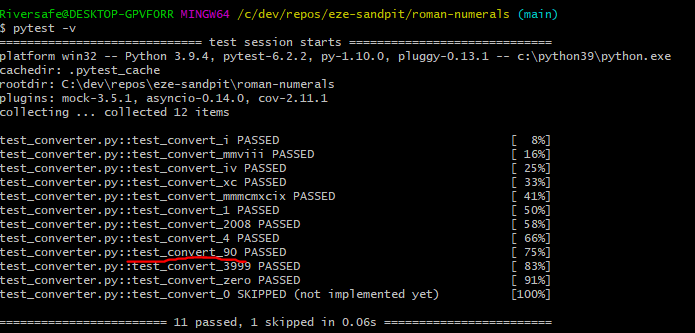 Riversafe@DESKTOP-GPVFORR MINGW64 /c/dev/repos/eze-sandpit/roman-numerals (main)
$ pytest -v
============================= test session starts =============================
platform win32 -- Python 3.9.4, pytest-6.2.2, py-1.10.0, pluggy-0.13.1 -- c:\python39\python.exe
cachedir: .pytest_cache
rootdir: C:\dev\repos\eze-sandpit\roman-numerals
plugins: mock-3.5.1, asyncio-0.14.0, cov-2.11.1
collecting ... collected 12 items
test_converter.py::test_convert_i PASSED [ 8%]
test_converter.py::test_convert_mmviii PASSED [ 16%]
test_converter.py::test_convert_iv PASSED [ 25%]
test_converter.py::test_convert_xc PASSED [ 33%]
test_converter.py::test_convert_mmmcmxcix PASSED [ 41%]
test_converter.py::test_convert_1 PASSED [ 50%]
test_converter.py::test_convert_2008 PASSED [ 58%]
test_converter.py::test_convert_4 PASSED [ 66%]
test_converter.py::test_convert_90 PASSED [ 75%]
test_converter.py::test_convert_3999 PASSED [ 83%]
test_converter.py::test_convert_zero PASSED [ 91%]
test_converter.py::test_convert_0 SKIPPED (not implemented yet) [100%]
======================== 11 passed, 1 skipped in 0.06s ========================